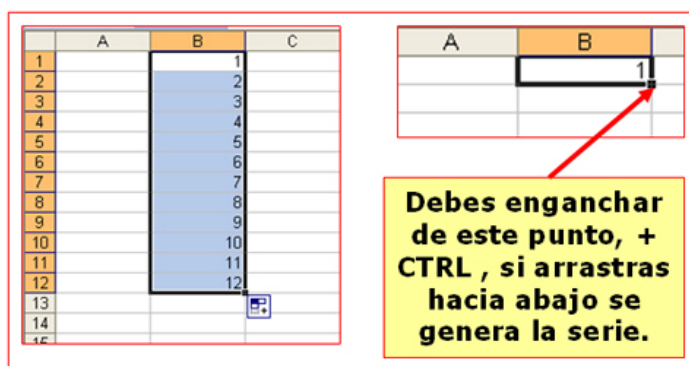 A B C
1 1
2 2
3 3
4 4
5 5
6 6
7 7
8 8
9 9
10 10
11 11
12 12
13
14
15
A B
1
Debes enganchar
de este punto, +
CTRL , si arrastras
hacia abajo se
genera la serie.